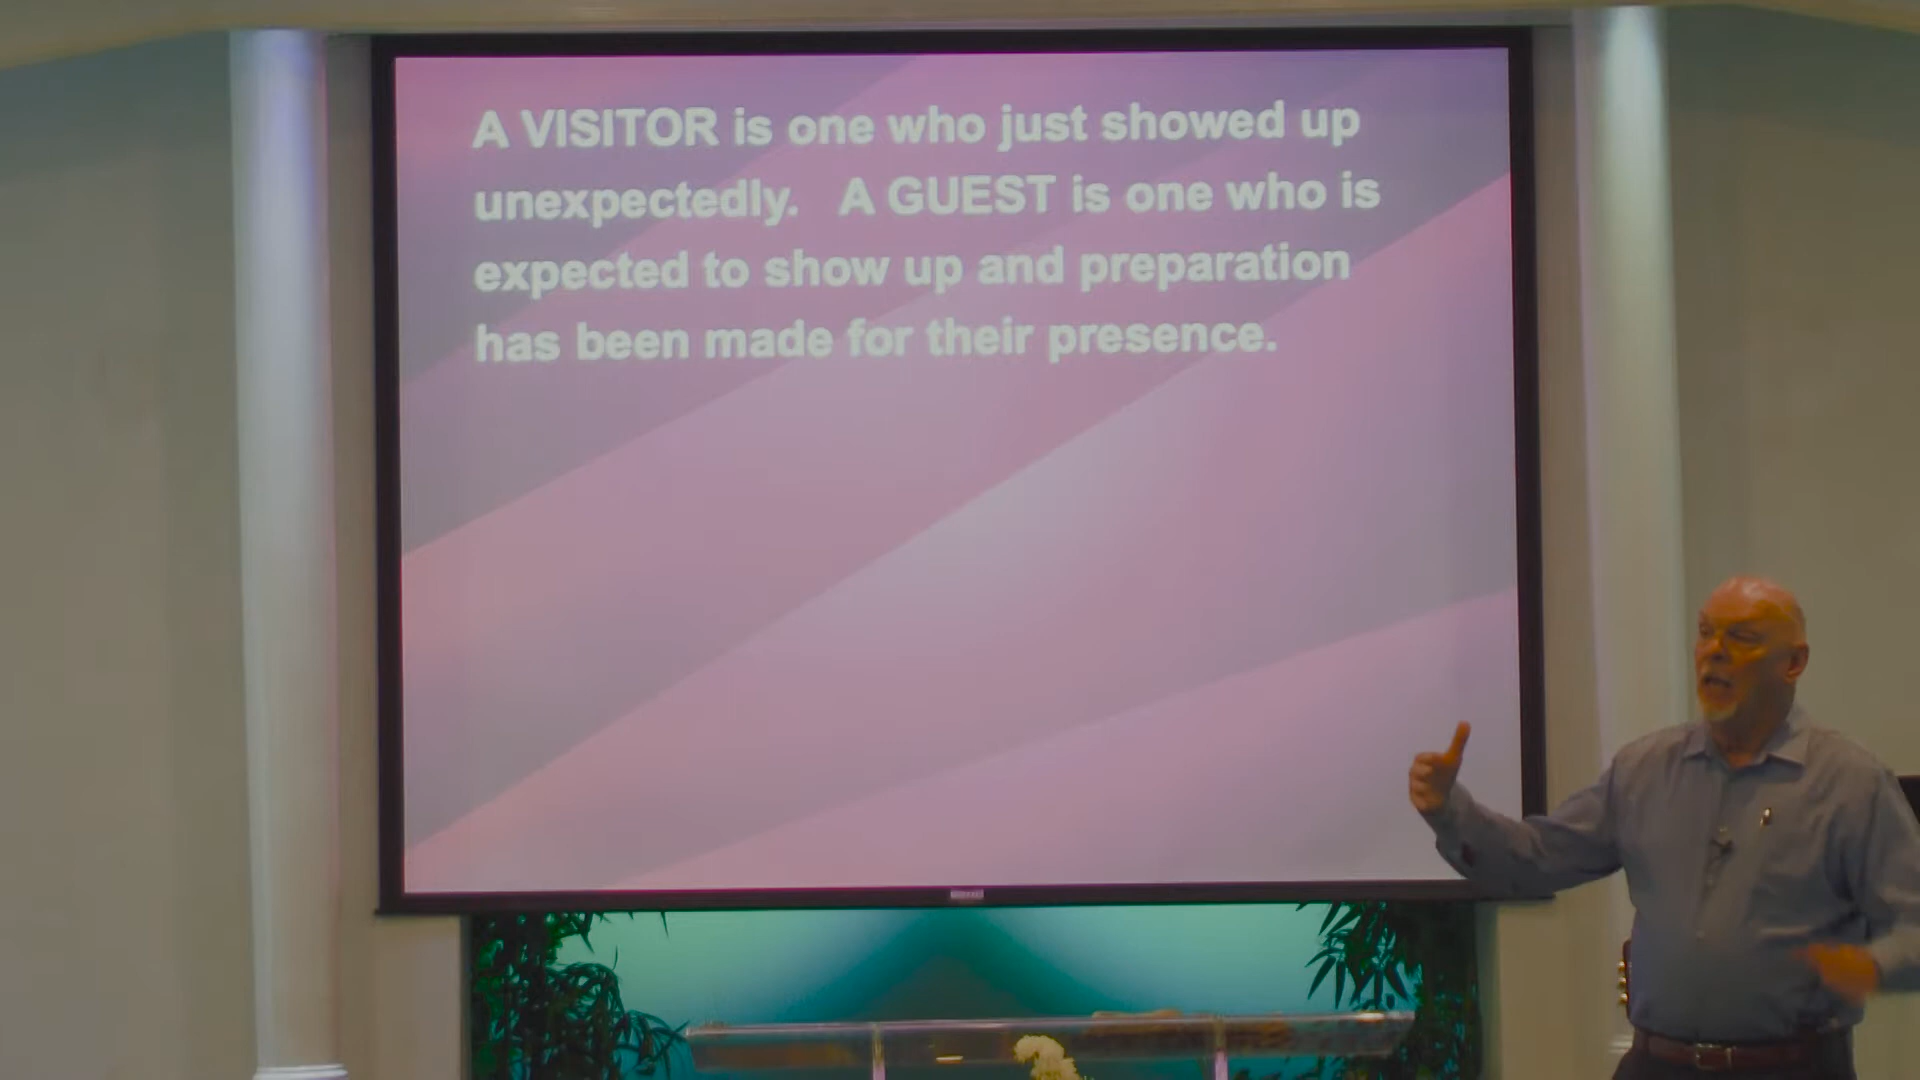 A VISITOR is one who just showed up
unexpectedly. A GUEST is one who is
expected to show up and preparation
has been made for their presence.